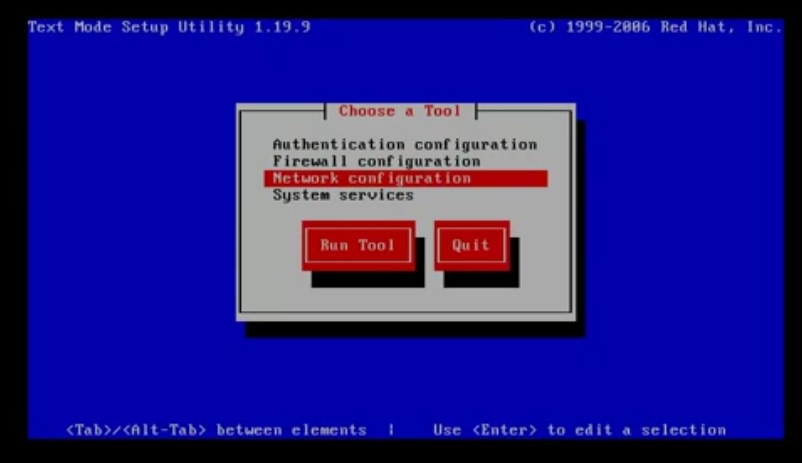 Text Mode Setup Utility 1.19.9 (c) 1999-2006 Red Hat, Inc.
Choose a Tool
Authentication configuration
Firewall configuration
Network configuration
System services
Run Tool Quit
<Tab>/<Alt-Tab> between elements | Use <Enter> to edit a selection